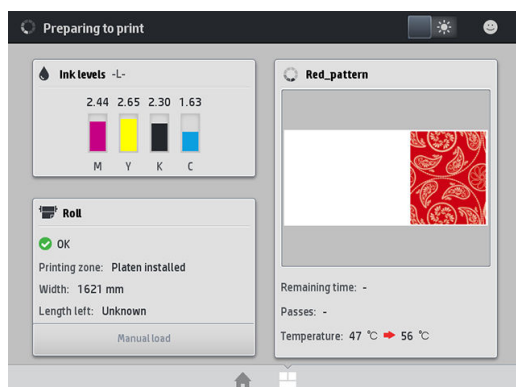 Preparing to print
Ink levels -L-
2.44 2.65 2.30 1.63
M Y K C
Roll
OK
Printing zone: Platen installed
Width: 1621 mm
Length left: Unknown
Manual load
Red_pattern
Remaining time: -
Passes: -
Temperature: 47 °C ➡ 56 °C